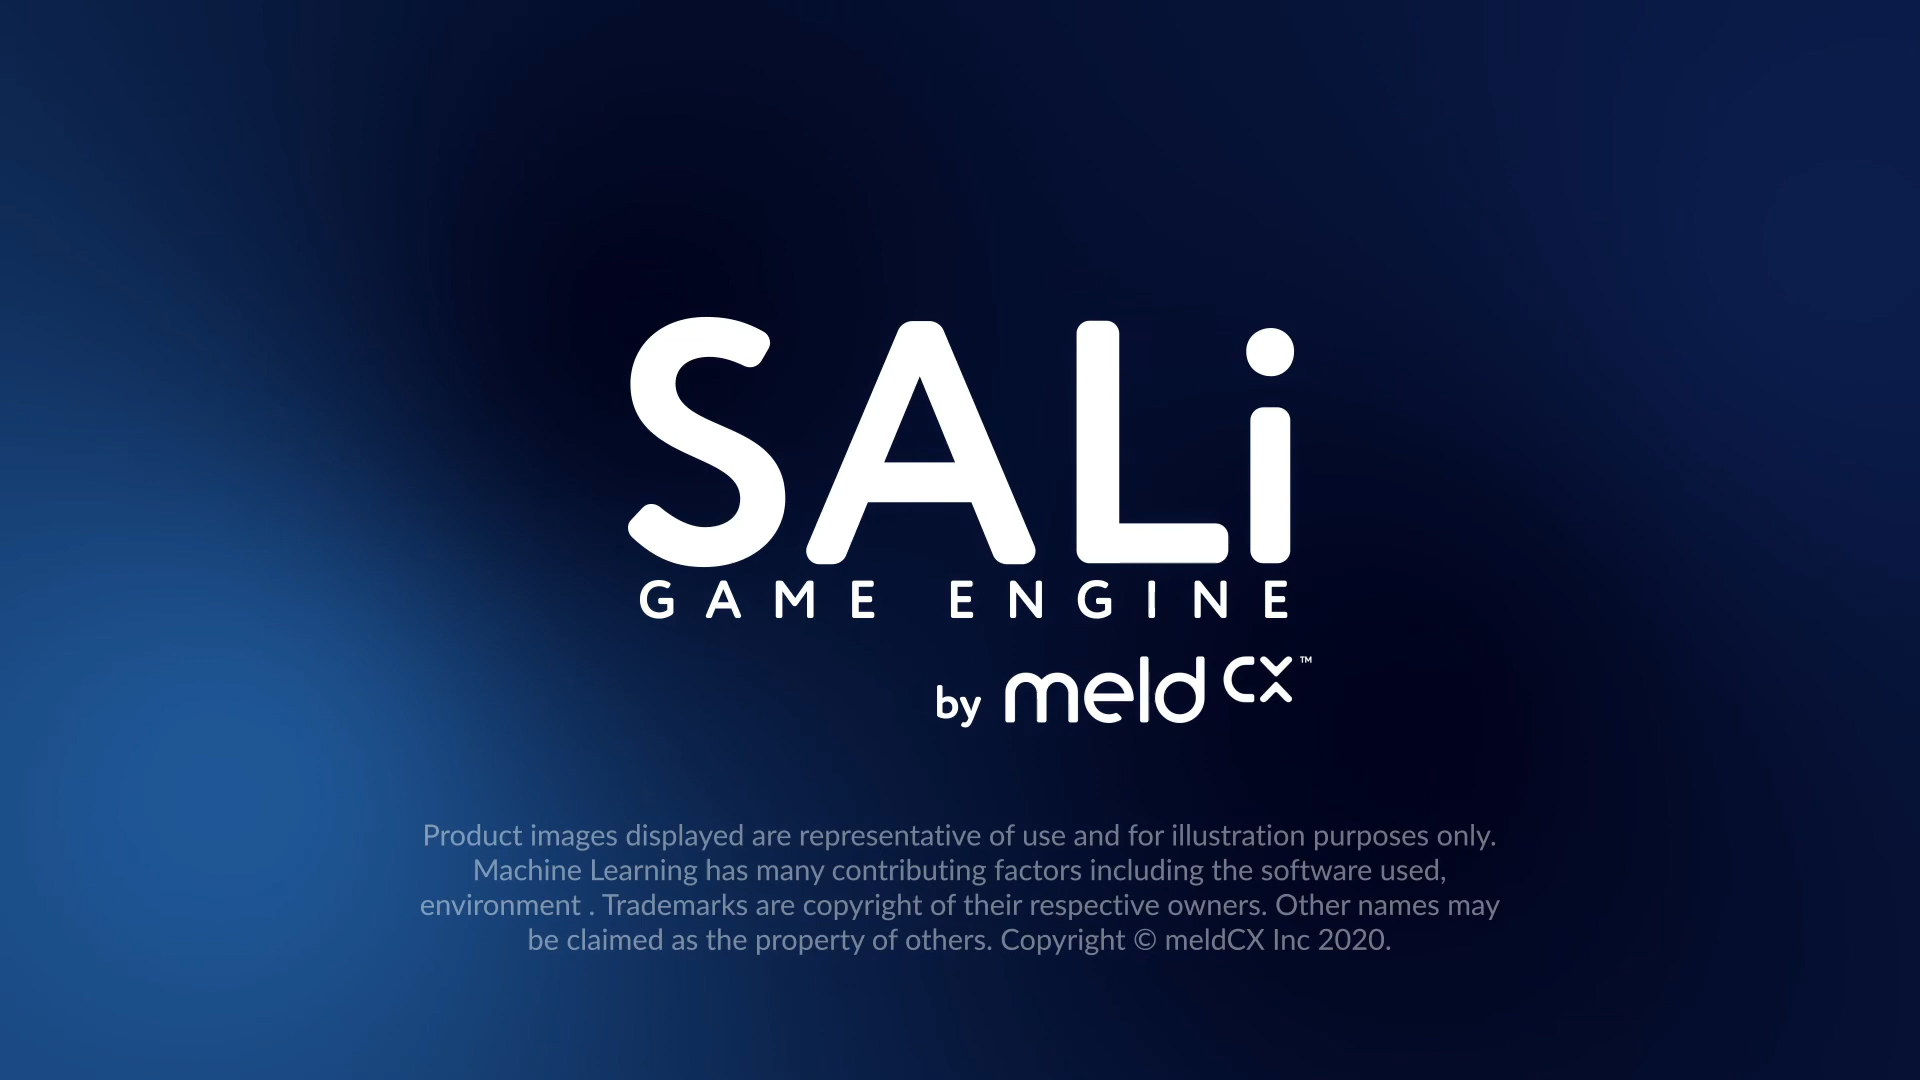 SALi
GAME ENGINE
by meld CX™
Product images displayed are representative of use and for illustration purposes only.
Machine Learning has many contributing factors including the software used,
environment . Trademarks are copyright of their respective owners. Other names may
be claimed as the property of others. Copyright © meldCX Inc 2020.